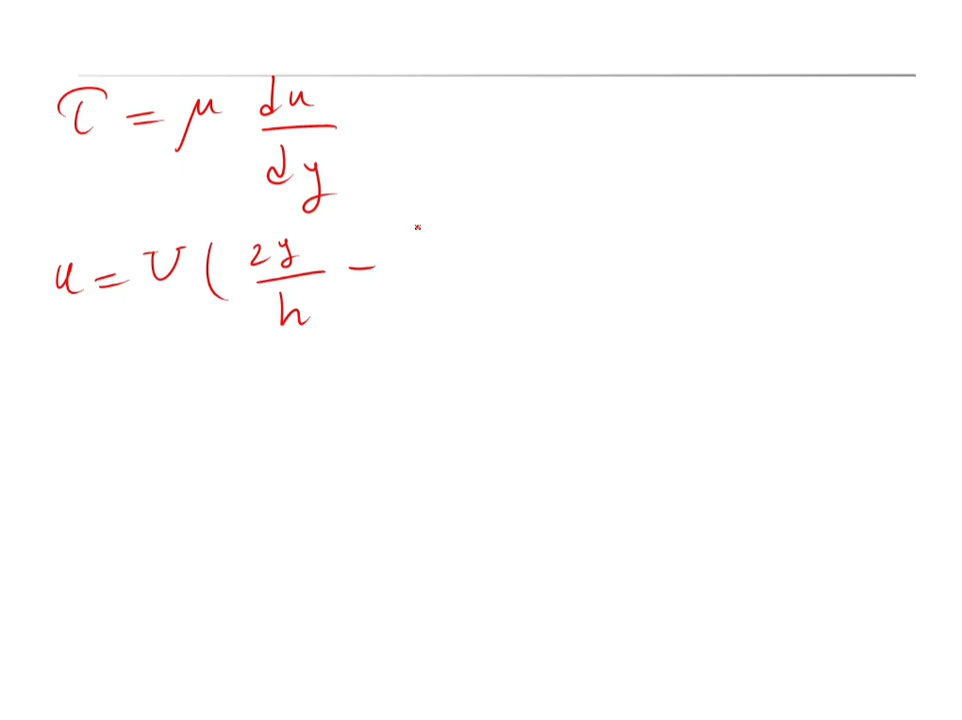 τ = μ du/dy
u = U ( 2y/h −